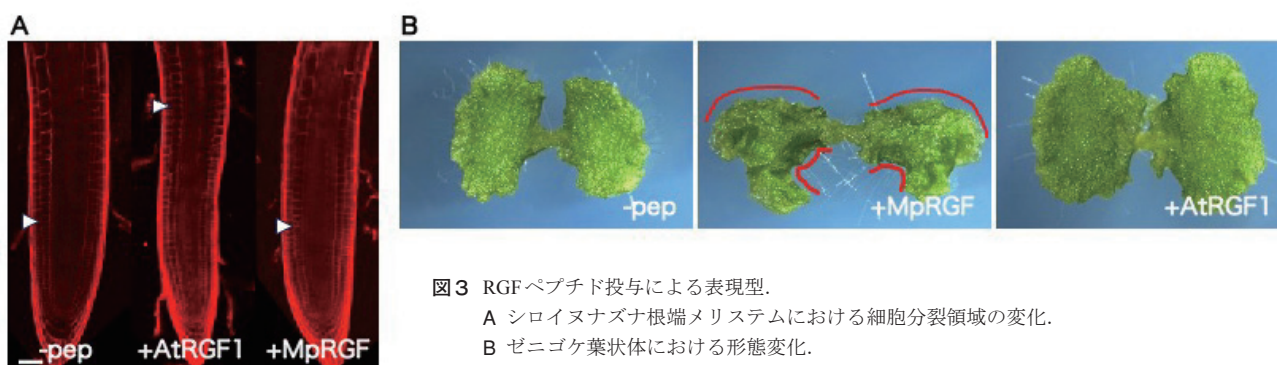 A
-pep
+AtRGF1
+MpRGF
B
-pep
+MpRGF
+AtRGF1
図3 RGFペプチド投与による表現型.
A シロイヌナズナ根端メリステムにおける細胞分裂領域の変化.
B ゼニゴケ葉状体における形態変化.